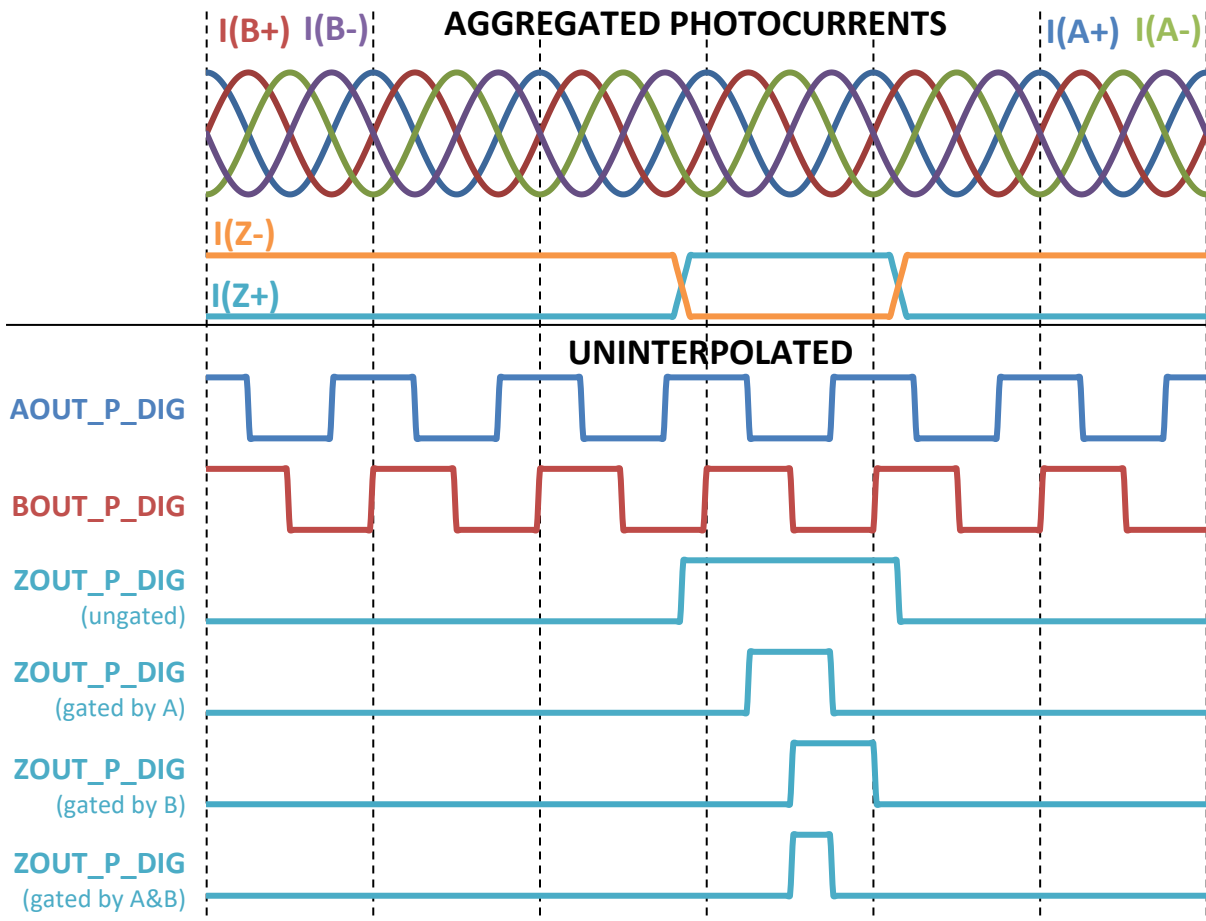 AGGREGATED PHOTOCURRENTS
I(B+) I(B-) I(A+) I(A-)
I(Z-)
I(Z+)
UNINTERPOLATED
AOUT_P_DIG
BOUT_P_DIG
ZOUT_P_DIG
(ungated)
ZOUT_P_DIG
(gated by A)
ZOUT_P_DIG
(gated by B)
ZOUT_P_DIG
(gated by A&B)